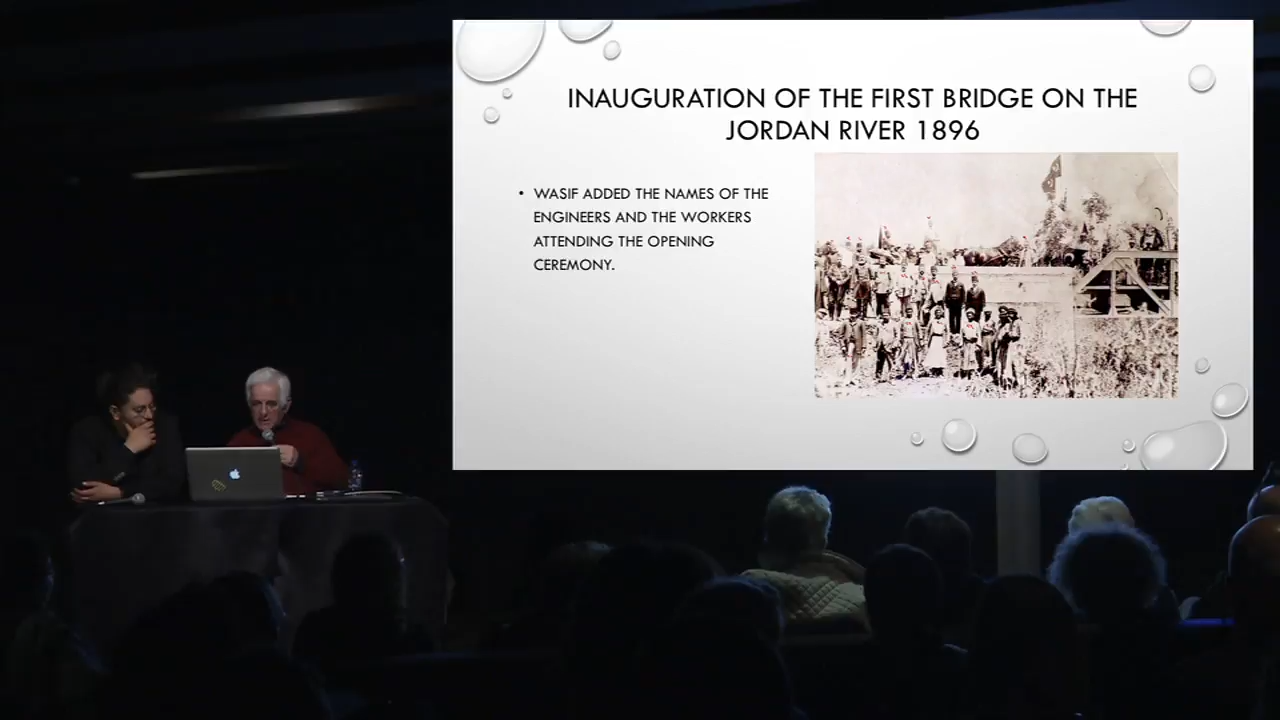 INAUGURATION OF THE FIRST BRIDGE ON THE
JORDAN RIVER 1896
• WASIF ADDED THE NAMES OF THE
ENGINEERS AND THE WORKERS
ATTENDING THE OPENING
CEREMONY.